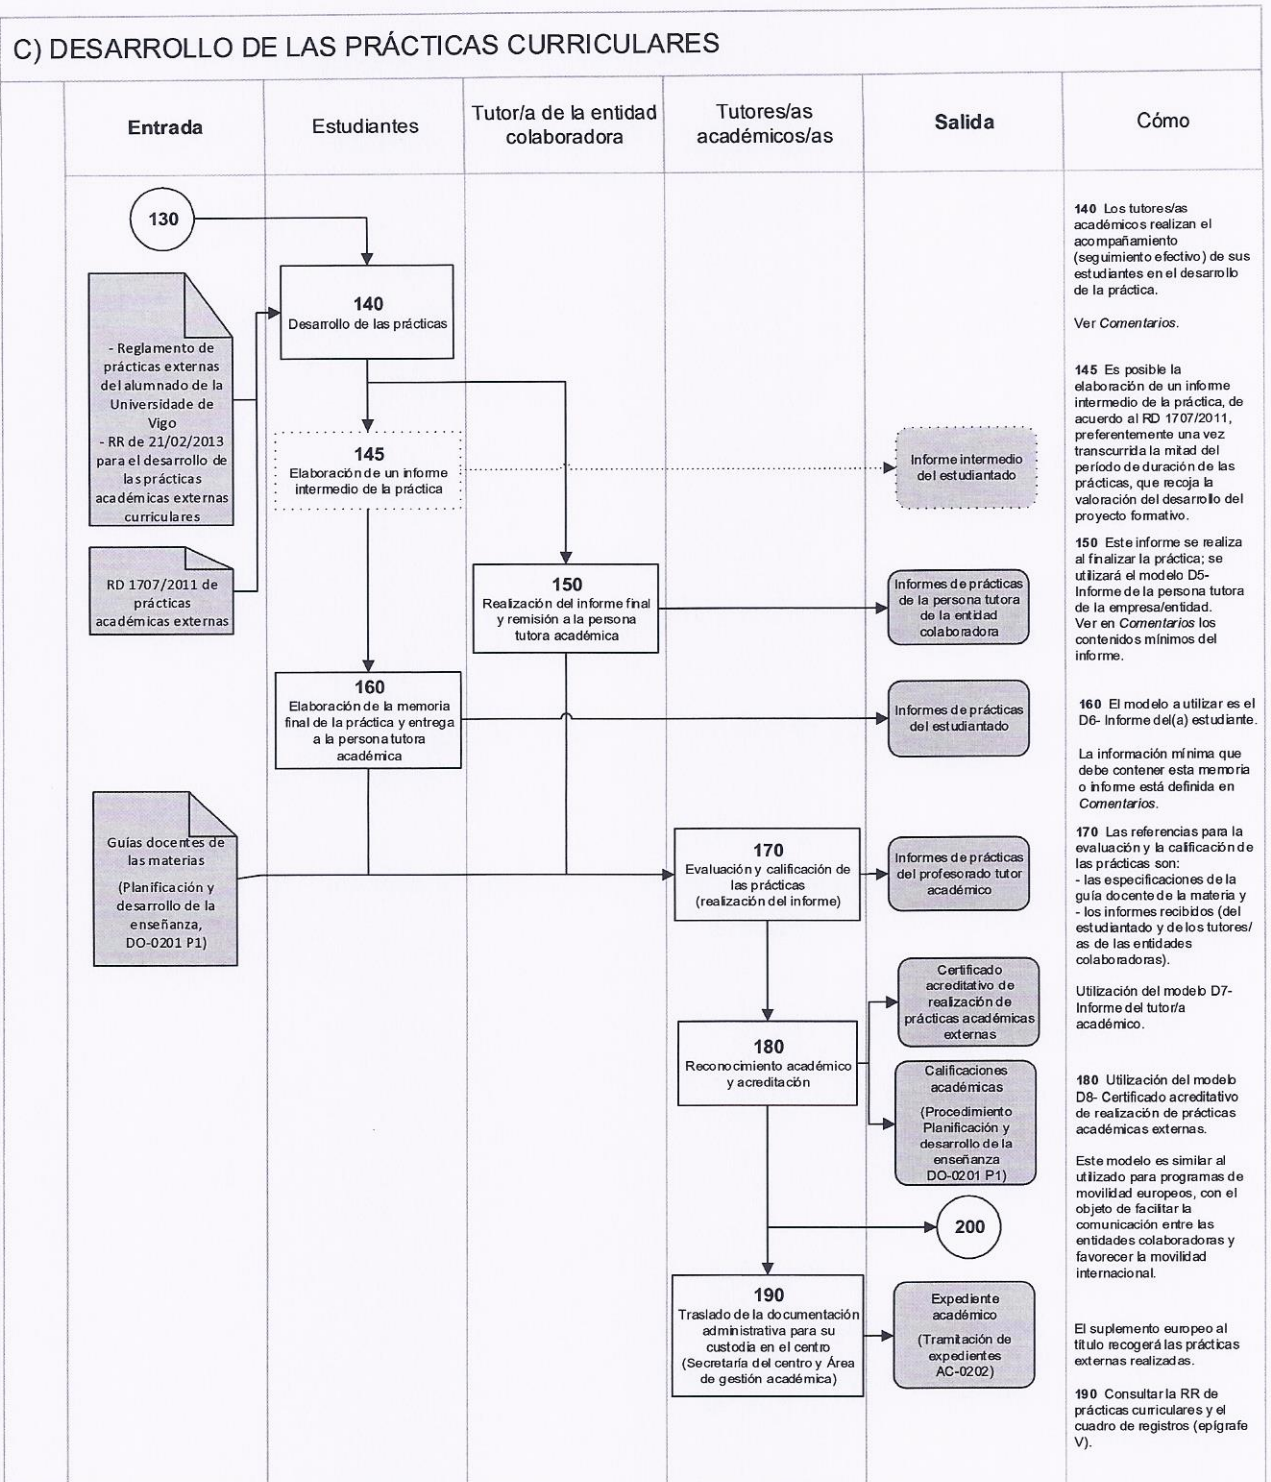 C) DESARROLLO DE LAS PRÁCTICAS CURRICULARES
Entrada
Estudiantes
Tutor/a de la entidad
colaboradora
Tutores/as
académicos/as
Salida
Cómo
130
140
Desarrollo de las prácticas
- Reglamento de
prácticas externas
del alumnado de la
Universidade de
Vigo
- RR de 21/02/2013
para el desarrollo de
las prácticas
académicas externas
curriculares
RD 1707/2011 de
prácticas
académicas externas
145
Elaboración de un informe
intermedio de la práctica
Informe intermedio
del estudiantado
150
Realización del informe final
y remisión a la persona
tutora académica
Informes de prácticas
de la persona tutora
de la entidad
colaboradora
160
Elaboración de la memoria
final de la práctica y entrega
a la persona tutora
académica
Informes de prácticas
del estudiantado
Guías docentes de
las materias
(Planificación y
desarrollo de la
enseñanza,
DO-0201 P1)
170
Evaluación y calificación de
las prácticas
(realización del informe)
Informes de prácticas
del profesorado tutor
académico
180
Reconocimiento académico
y acreditación
Certificado
acreditativo de
realización de
prácticas académicas
externas
Calificaciones
académicas
(Procedimiento
Planificación y
desarrollo de la
enseñanza
DO-0201 P1)
200
190
Traslado de la documentación
administrativa para su
custodia en el centro
(Secretaría del centro y Área
de gestión académica)
Expediente
académico
(Tramitación de
expedientes
AC-0202)
140 Los tutores/as
académicos realizan el
acompañamiento
(seguimiento efectivo) de sus
estudiantes en el desarrollo
de la práctica.
Ver Comentarios.
145 Es posible la
elaboración de un informe
intermedio de la práctica, de
acuerdo al RD 1707/2011,
preferentemente una vez
transcurrida la mitad del
período de duración de las
prácticas, que recoja la
valoración del desarrollo del
proyecto formativo.
150 Este informe se realiza
al finalizar la práctica; se
utilizará el modelo D5-
Informe de la persona tutora
de la empresa/entidad.
Ver en Comentarios los
contenidos mínimos del
informe.
160 El modelo a utilizar es el
D6- Informe del(a) estudiante.
La información mínima que
debe contener esta memoria
o informe está definida en
Comentarios.
170 Las referencias para la
evaluación y la calificación de
las prácticas son:
- las especificaciones de la
guía docente de la materia y
- los informes recibidos (del
estudiantado y de los tutores/
as de las entidades
colaboradoras).
Utilización del modelo D7-
Informe del tutor/a
académico.
180 Utilización del modelo
D8- Certificado acreditativo
de realización de prácticas
académicas externas.
Este modelo es similar al
utilizado para programas de
movilidad europeos, con el
objeto de facilitar la
comunicación entre las
entidades colaboradoras y
favorecer la movilidad
internacional.
El suplemento europeo al
título recogerá las prácticas
externas realizadas.
190 Consultar la RR de
prácticas curriculares y el
cuadro de registros (epígrafe
V).